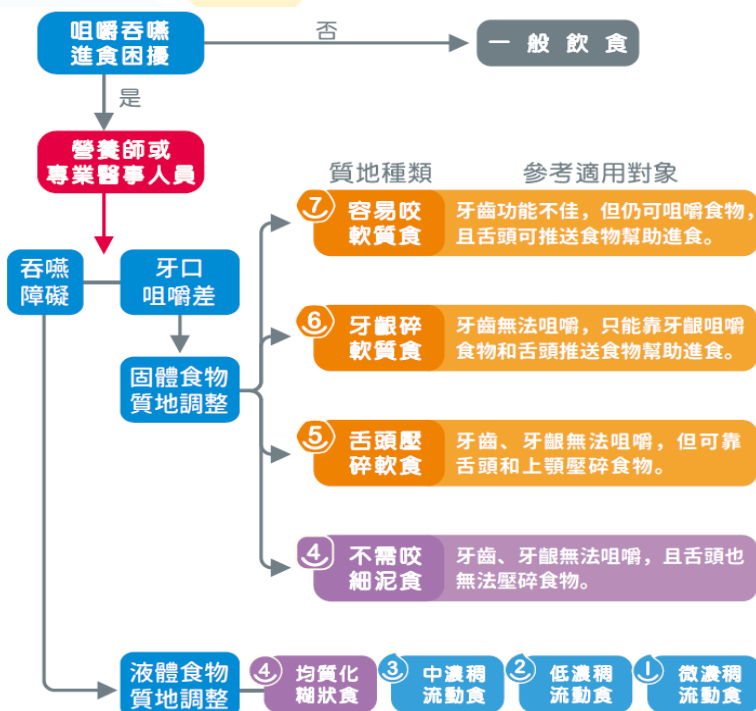 咀嚼吞嚥
進食困擾
否
一般飲食
是
營養師或
專業醫事人員
質地種類
參考適用對象
吞嚥
障礙
牙口
咀嚼差
固體食物
質地調整
7
容易咬
軟質食
牙齒功能不佳，但仍可咀嚼食物，
且舌頭可推送食物幫助進食。
6
牙齦碎
軟質食
牙齒無法咀嚼，只能靠牙齦咀嚼
食物和舌頭推送食物幫助進食。
5
舌頭壓
碎軟食
牙齒、牙齦無法咀嚼，但可靠
舌頭和上顎壓碎食物。
4
不需咬
細泥食
牙齒、牙齦無法咀嚼，且舌頭也
無法壓碎食物。
液體食物
質地調整
4
均質化
糊狀食
3
中濃稠
流動食
2
低濃稠
流動食
1
微濃稠
流動食